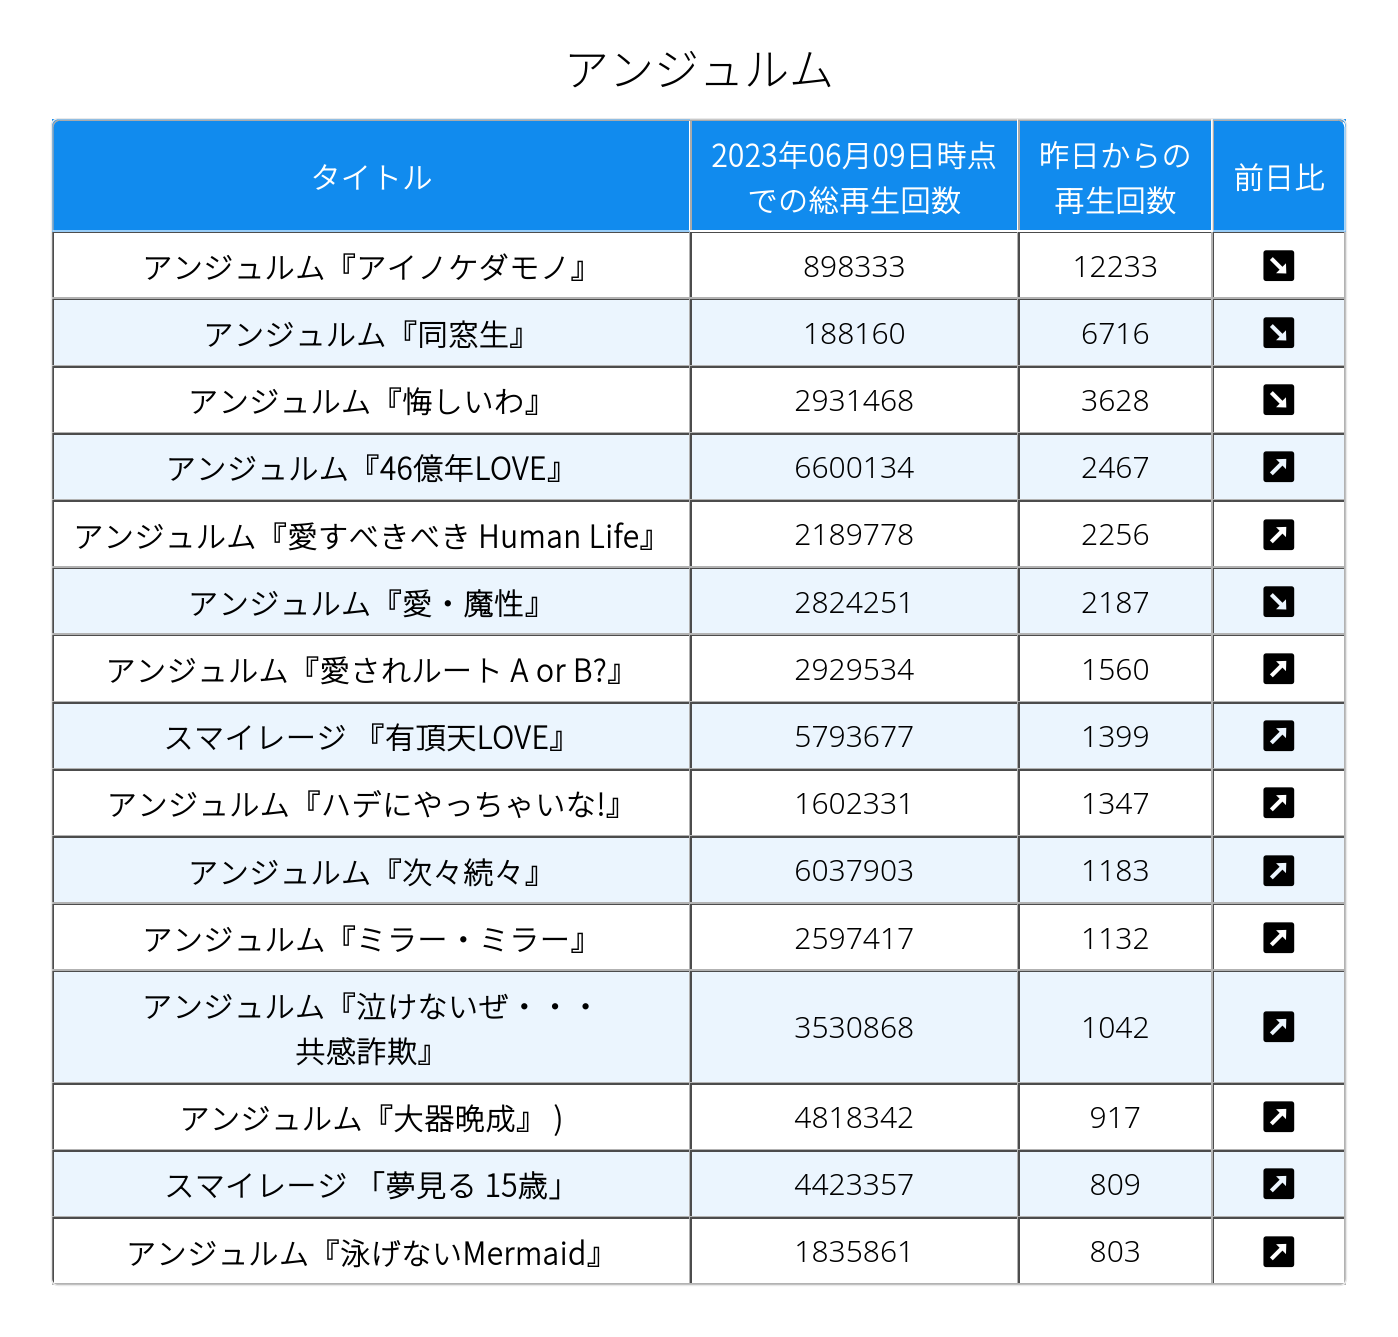 アンジュルム
タイトル
2023年06月09日時点
での総再生回数
昨日からの
再生回数
前日比
アンジュルム『アイノケダモノ』 898333 12233
アンジュルム『同窓生』 188160 6716
アンジュルム『悔しいわ』 2931468 3628
アンジュルム『46億年LOVE』 6600134 2467
アンジュルム『愛すべきべき Human Life』 2189778 2256
アンジュルム『愛・魔性』 2824251 2187
アンジュルム『愛されルート A or B?』 2929534 1560
スマイレージ 『有頂天LOVE』 5793677 1399
アンジュルム『ハデにやっちゃいな!』 1602331 1347
アンジュルム『次々続々』 6037903 1183
アンジュルム『ミラー・ミラー』 2597417 1132
アンジュルム『泣けないぜ・・・
共感詐欺』 3530868 1042
アンジュルム『大器晩成』 ) 4818342 917
スマイレージ 「夢見る 15歳」 4423357 809
アンジュルム『泳げないMermaid』 1835861 803